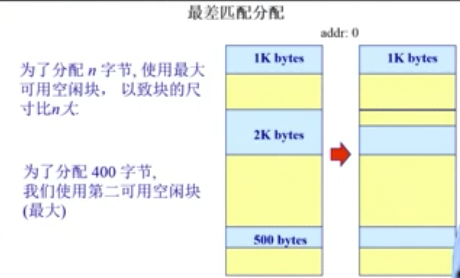 最差匹配分配
addr: 0
为了分配 n 字节, 使用最大
可用空闲块, 以致块的尺
寸比n大.
为了分配 400 字节,
我们使用第二可用空闲块
(最大)
1K bytes
2K bytes
500 bytes
1K bytes